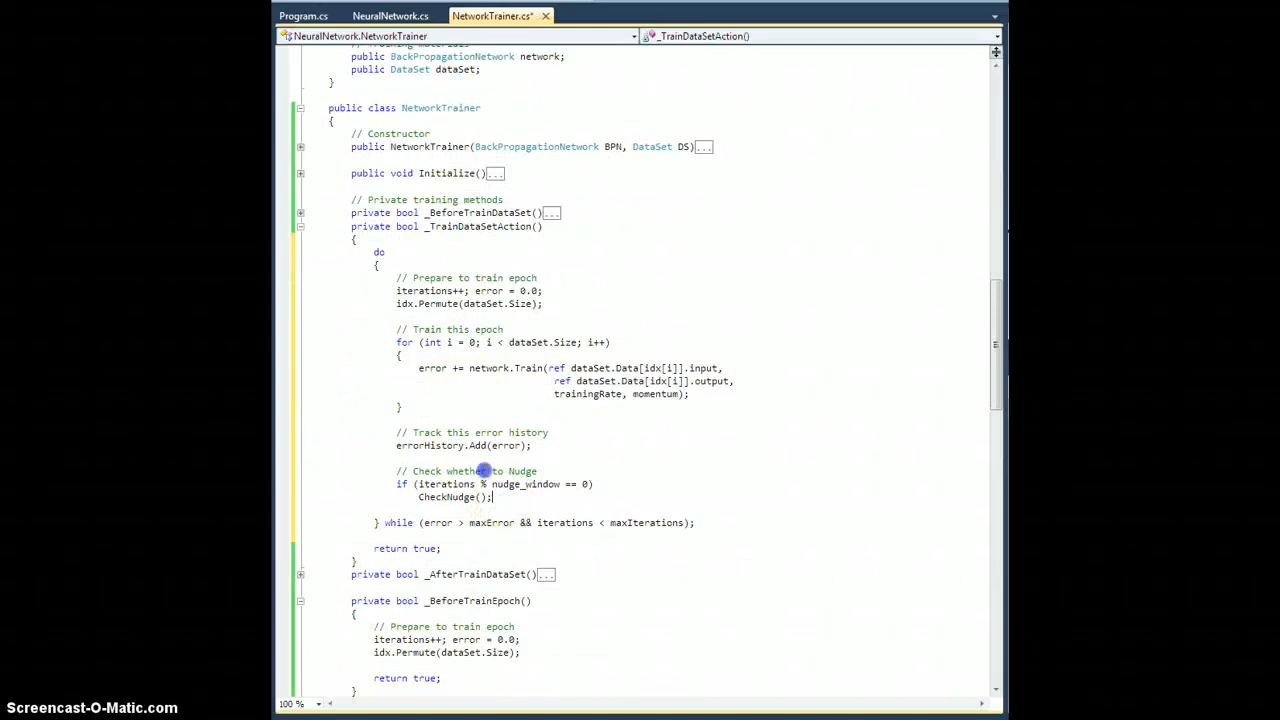 Program.cs NeuralNetwork.cs NetworkTrainer.cs*
NeuralNetwork.NetworkTrainer _TrainDataSetAction()
// Training materials
public BackPropagationNetwork network;
public DataSet dataSet;
}
public class NetworkTrainer
{
// Constructor
public NetworkTrainer(BackPropagationNetwork BPN, DataSet DS)...
public void Initialize()...
// Private training methods
private bool _BeforeTrainDataSet()...
private bool _TrainDataSetAction()
{
do
{
// Prepare to train epoch
iterations++; error = 0.0;
idx.Permute(dataSet.Size);
// Train this epoch
for (int i = 0; i < dataSet.Size; i++)
{
error += network.Train(ref dataSet.Data[idx[i]].input,
ref dataSet.Data[idx[i]].output,
trainingRate, momentum);
}
// Track this error history
errorHistory.Add(error);
// Check whether to Nudge
if (iterations % nudge_window == 0)
CheckNudge();
} while (error > maxError && iterations < maxIterations);
return true;
}
private bool _AfterTrainDataSet()...
private bool _BeforeTrainEpoch()
{
// Prepare to train epoch
iterations++; error = 0.0;
idx.Permute(dataSet.Size);
return true;
}
100 %
Screencast-O-Matic.com